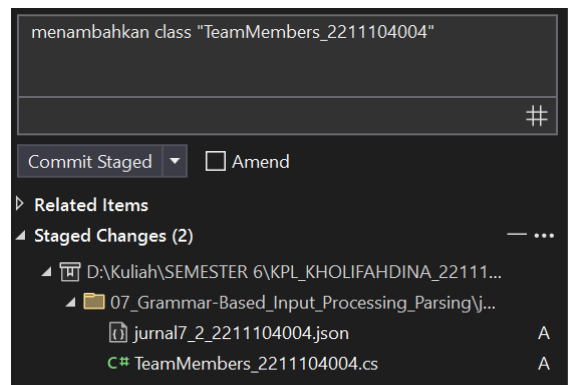 menambahkan class "TeamMembers_2211104004"
Commit Staged Amend
Related Items
Staged Changes (2)
D:\Kuliah\SEMESTER 6\KPL_KHOLIFAHDINA_22111...
07_Grammar-Based_Input_Processing_Parsing\j...
jurnal7_2_2211104004.json A
C# TeamMembers_2211104004.cs A